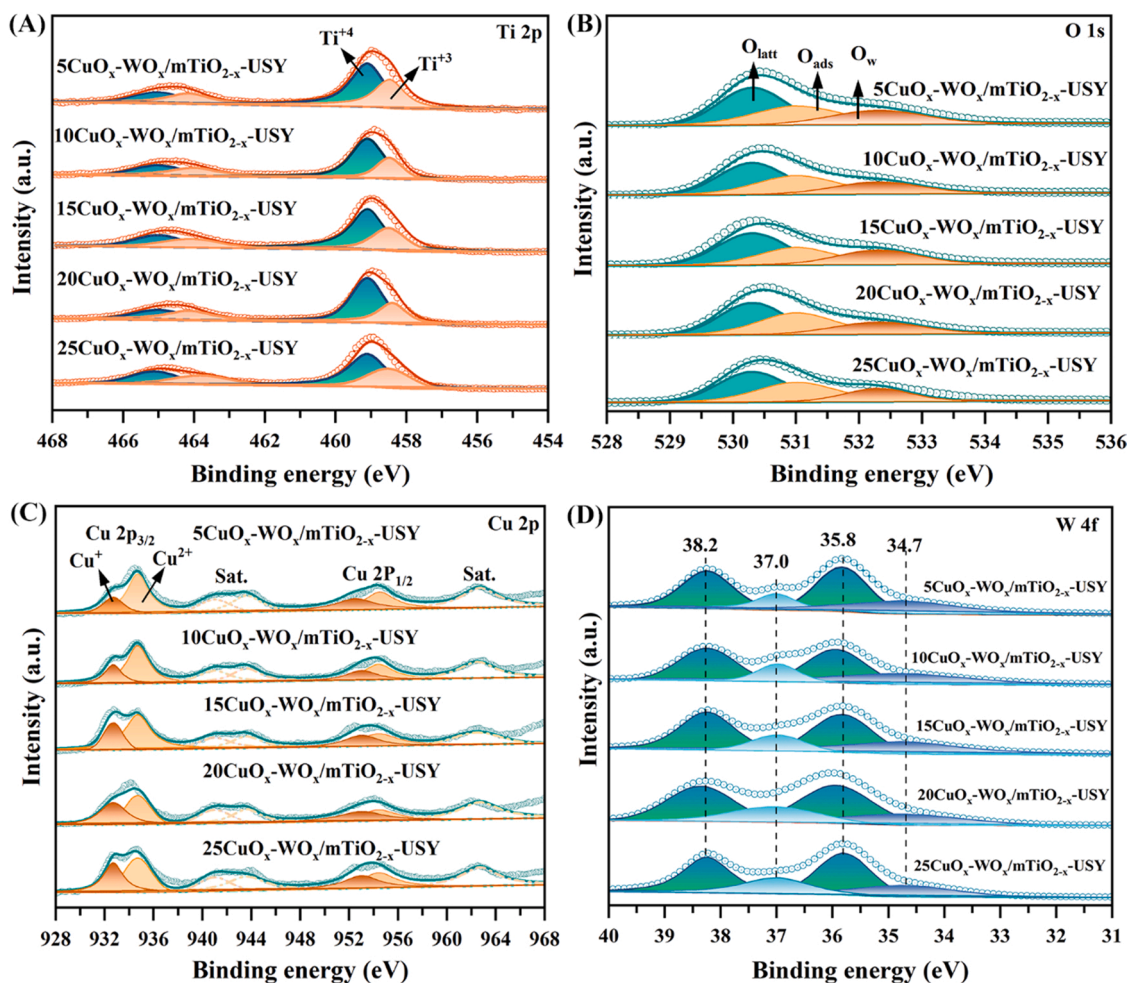 (A)
Ti 2p
Ti+4
Ti+3
5CuOx-WOx/mTiO2-x-USY
10CuOx-WOx/mTiO2-x-USY
15CuOx-WOx/mTiO2-x-USY
20CuOx-WOx/mTiO2-x-USY
25CuOx-WOx/mTiO2-x-USY
Intensity (a.u.)
468 466 464 462 460 458 456 454
Binding energy (eV)
(B)
O 1s
Olatt
Oads
Ow
5CuOx-WOx/mTiO2-x-USY
10CuOx-WOx/mTiO2-x-USY
15CuOx-WOx/mTiO2-x-USY
20CuOx-WOx/mTiO2-x-USY
25CuOx-WOx/mTiO2-x-USY
Intensity (a.u.)
528 529 530 531 532 533 534 535 536
Binding energy (eV)
(C)
Cu 2p
5CuOx-WOx/mTiO2-x-USY
Cu 2p3/2
Cu+
Cu2+
Sat.
Cu 2P1/2
Sat.
10CuOx-WOx/mTiO2-x-USY
15CuOx-WOx/mTiO2-x-USY
20CuOx-WOx/mTiO2-x-USY
25CuOx-WOx/mTiO2-x-USY
Intensity (a.u.)
928 932 936 940 944 948 952 956 960 964 968
Binding energy (eV)
(D)
W 4f
38.2
37.0
35.8
34.7
5CuOx-WOx/mTiO2-x-USY
10CuOx-WOx/mTiO2-x-USY
15CuOx-WOx/mTiO2-x-USY
20CuOx-WOx/mTiO2-x-USY
25CuOx-WOx/mTiO2-x-USY
Intensity (a.u.)
40 39 38 37 36 35 34 33 32 31
Binding energy (eV)